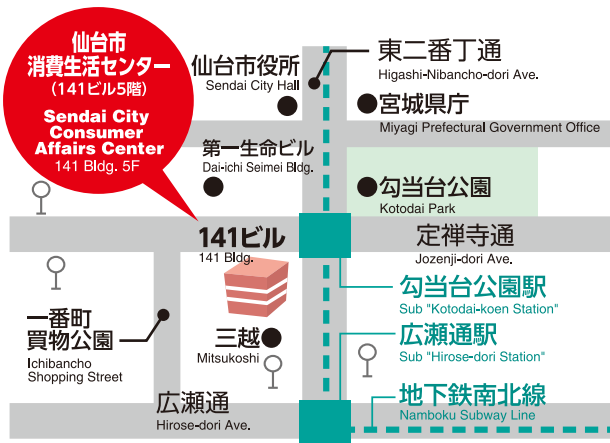 仙台市
消費生活センター
(141ビル5階)
Sendai City
Consumer
Affairs Center
141 Bldg. 5F
仙台市役所
Sendai City Hall
東二番丁通
Higashi-Nibancho-dori Ave.
宮城県庁
Miyagi Prefectural Government Office
第一生命ビル
Dai-ichi Seimei Bldg.
勾当台公園
Kotodai Park
141ビル
141 Bldg.
定禅寺通
Jozenji-dori Ave.
勾当台公園駅
Sub "Kotodai-koen Station"
一番町
買物公園
Ichibancho
Shopping Street
三越
Mitsukoshi
広瀬通駅
Sub "Hirose-dori Station"
広瀬通
Hirose-dori Ave.
地下鉄南北線
Namboku Subway Line